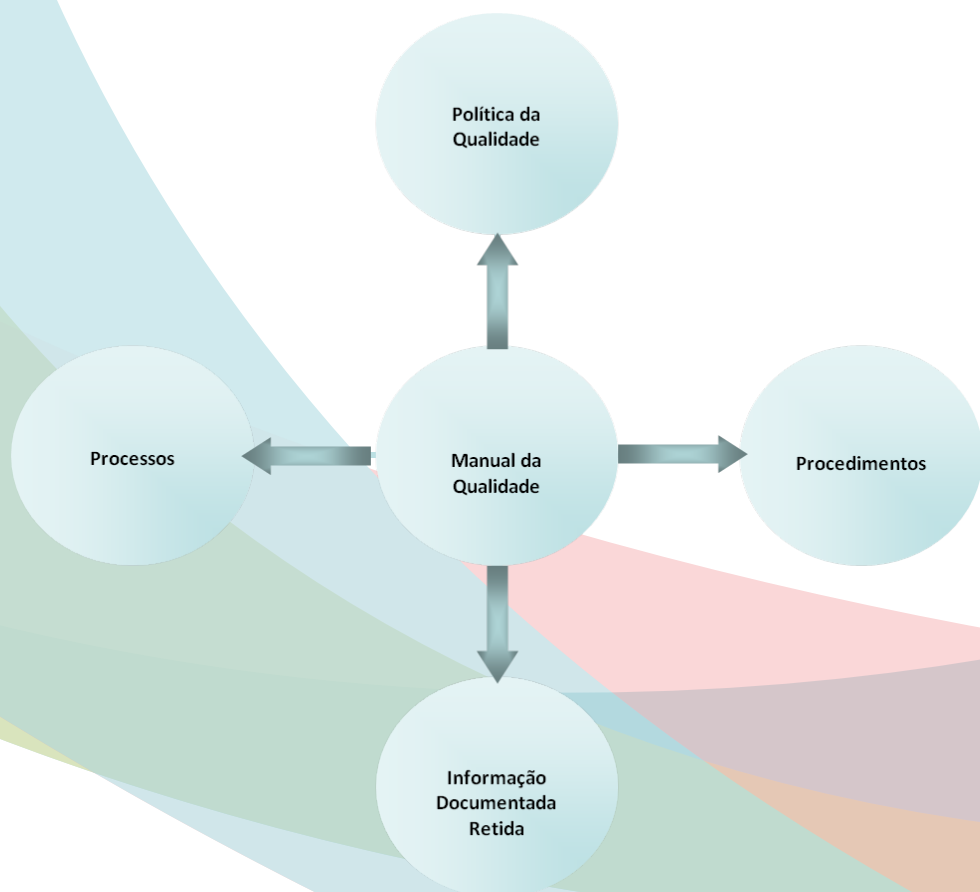 Política da
Qualidade
Processos
Manual da
Qualidade
Procedimentos
Informação
Documentada
Retida